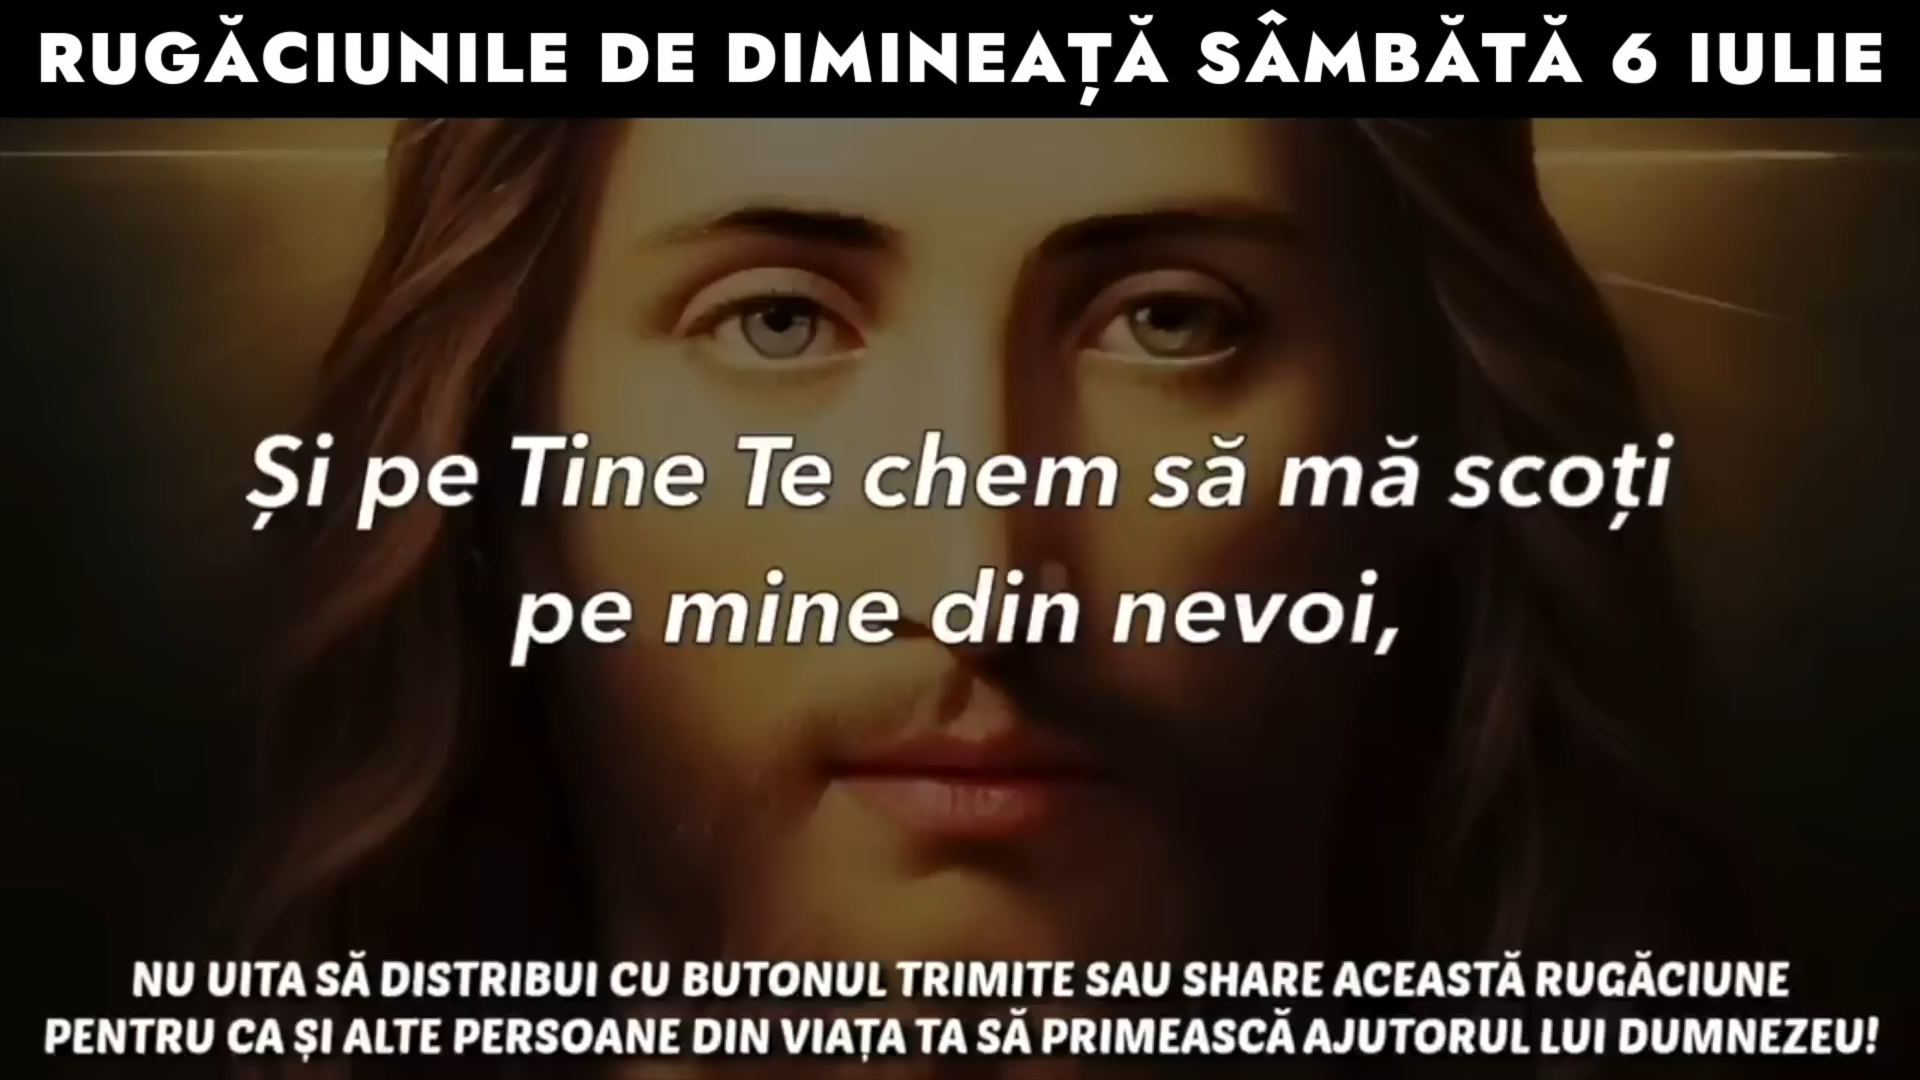 RUGĂCIUNILE DE DIMINEAȚĂ SÂMBĂTĂ 6 IULIE
Și pe Tine Te chem să mă scoți
pe mine din nevoi,
NU UITA SĂ DISTRIBUI CU BUTONUL TRIMITE SAU SHARE ACEASTĂ RUGĂCIUNE
PENTRU CA ȘI ALTE PERSOANE DIN VIAȚA TA SĂ PRIMEASCĂ AJUTORUL LUI DUMNEZEU!